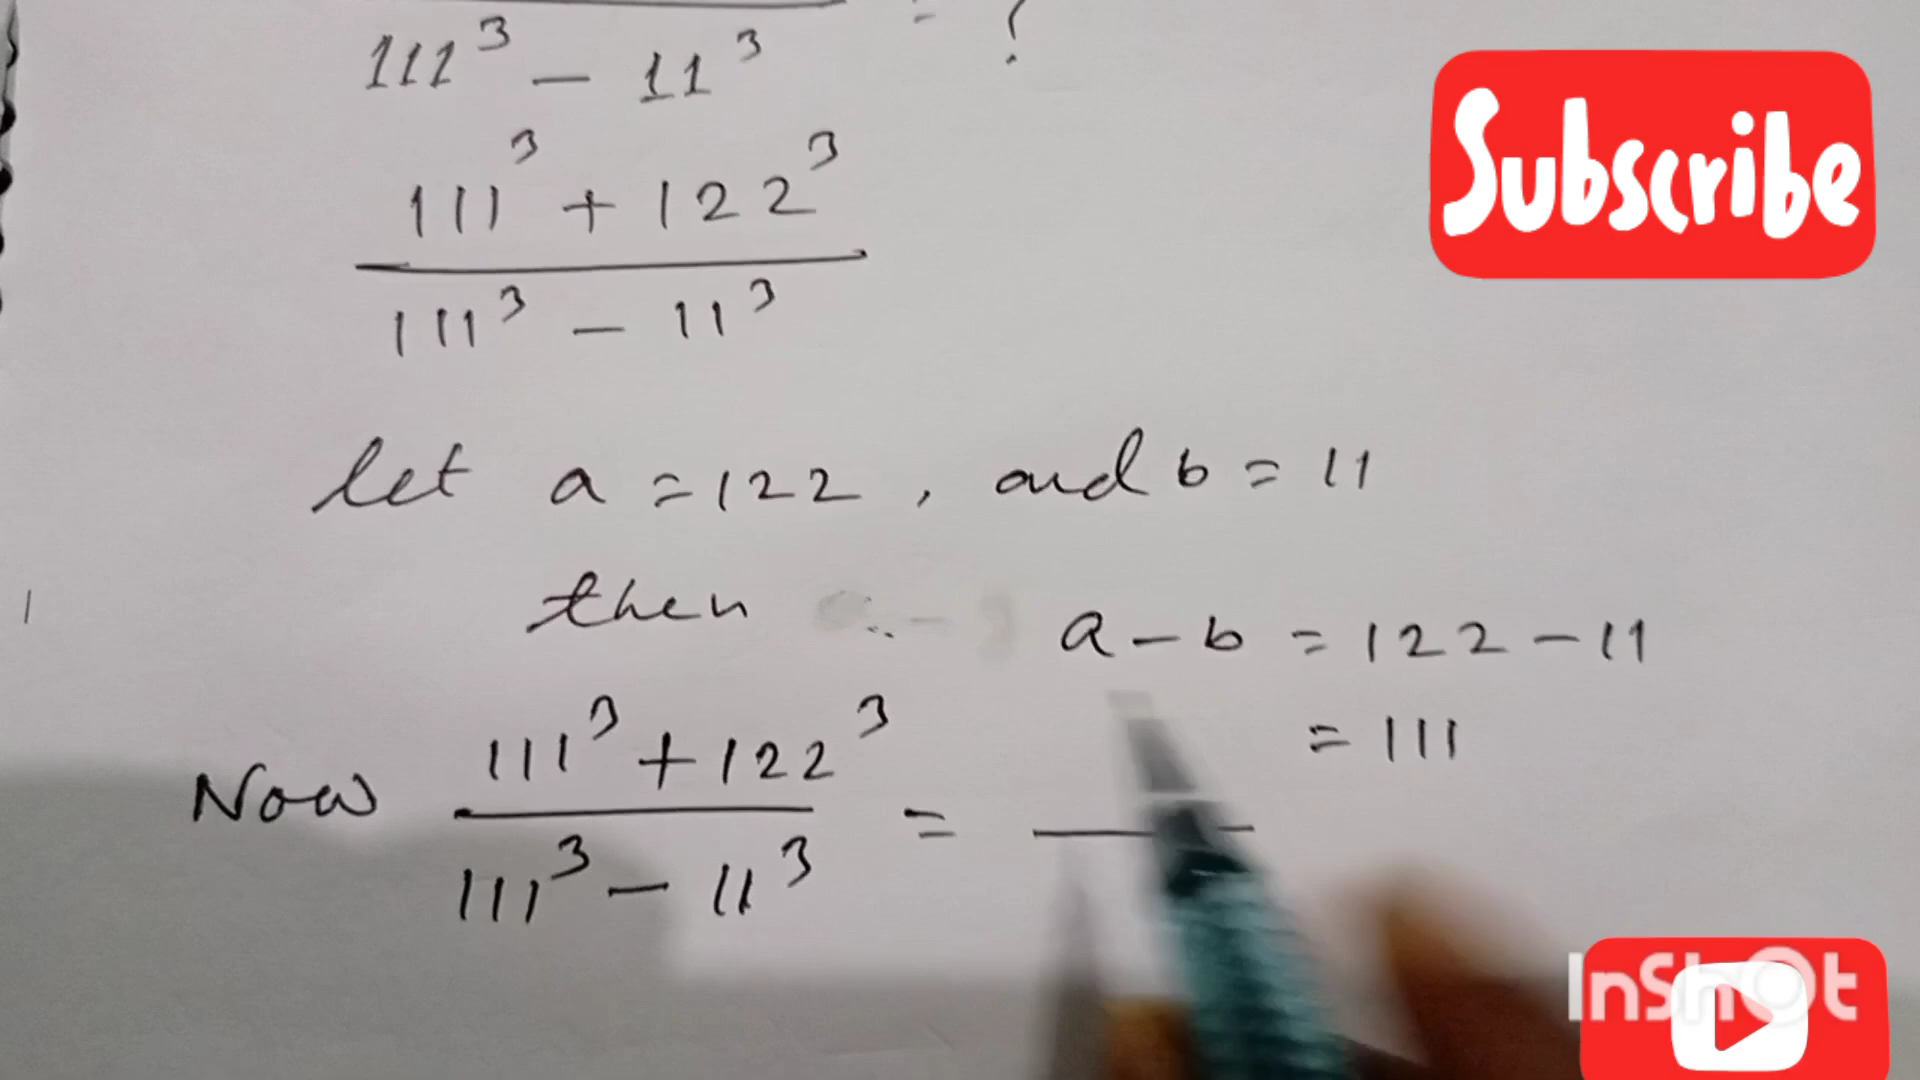 = ?
111³ - 11³
111³ + 122³
111³ - 11³
Subscribe
let a = 122, and b = 11
then a - b = 122 - 11
= 111
Now 111³ + 122³ =
111³ - 11³
InShOt